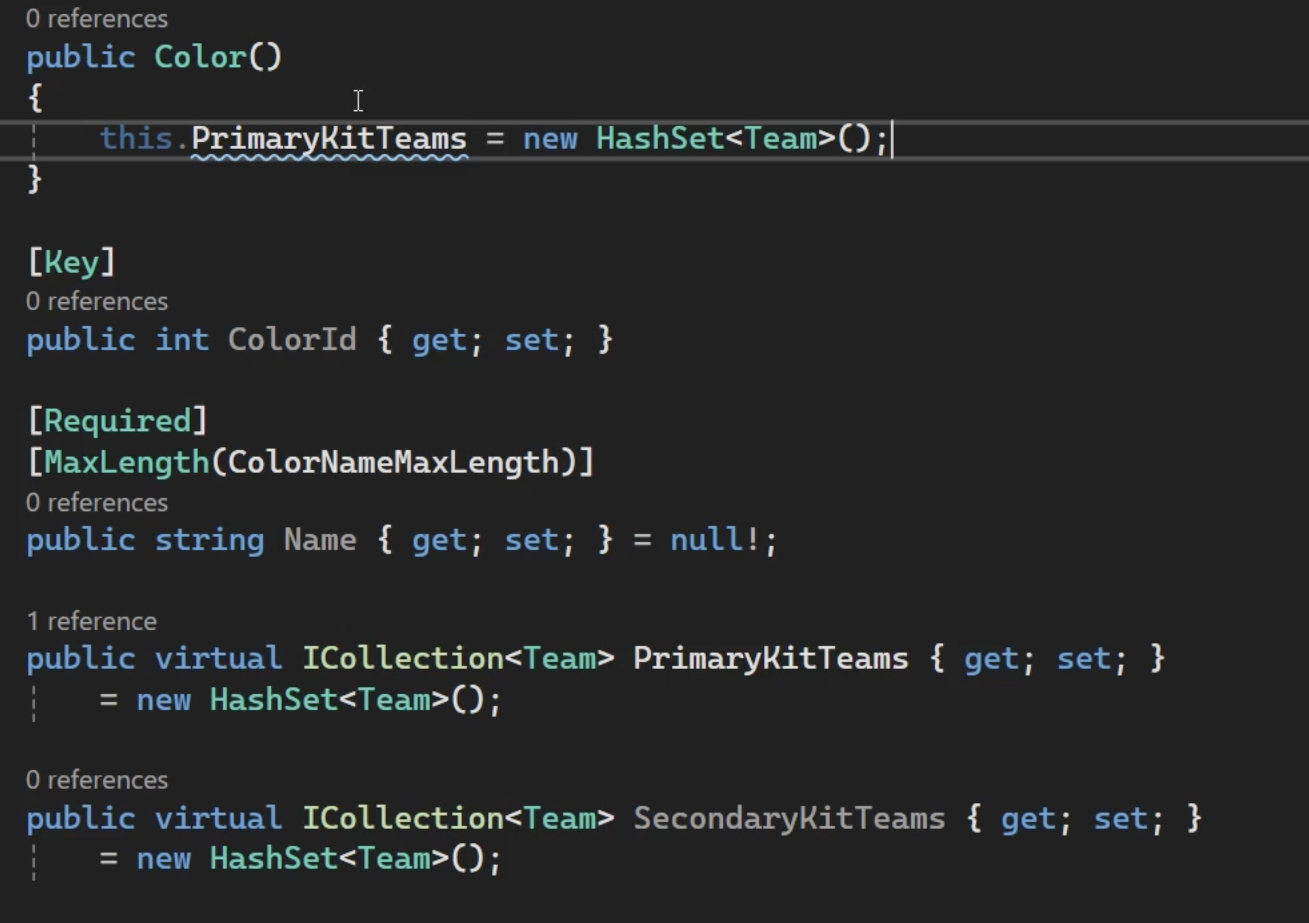 0 references
public Color()
{
this.PrimaryKitTeams = new HashSet<Team>();
}
[Key]
0 references
public int ColorId { get; set; }
[Required]
[MaxLength(ColorNameMaxLength)]
0 references
public string Name { get; set; } = null!;
1 reference
public virtual ICollection<Team> PrimaryKitTeams { get; set; }
= new HashSet<Team>();
0 references
public virtual ICollection<Team> SecondaryKitTeams { get; set; }
= new HashSet<Team>();